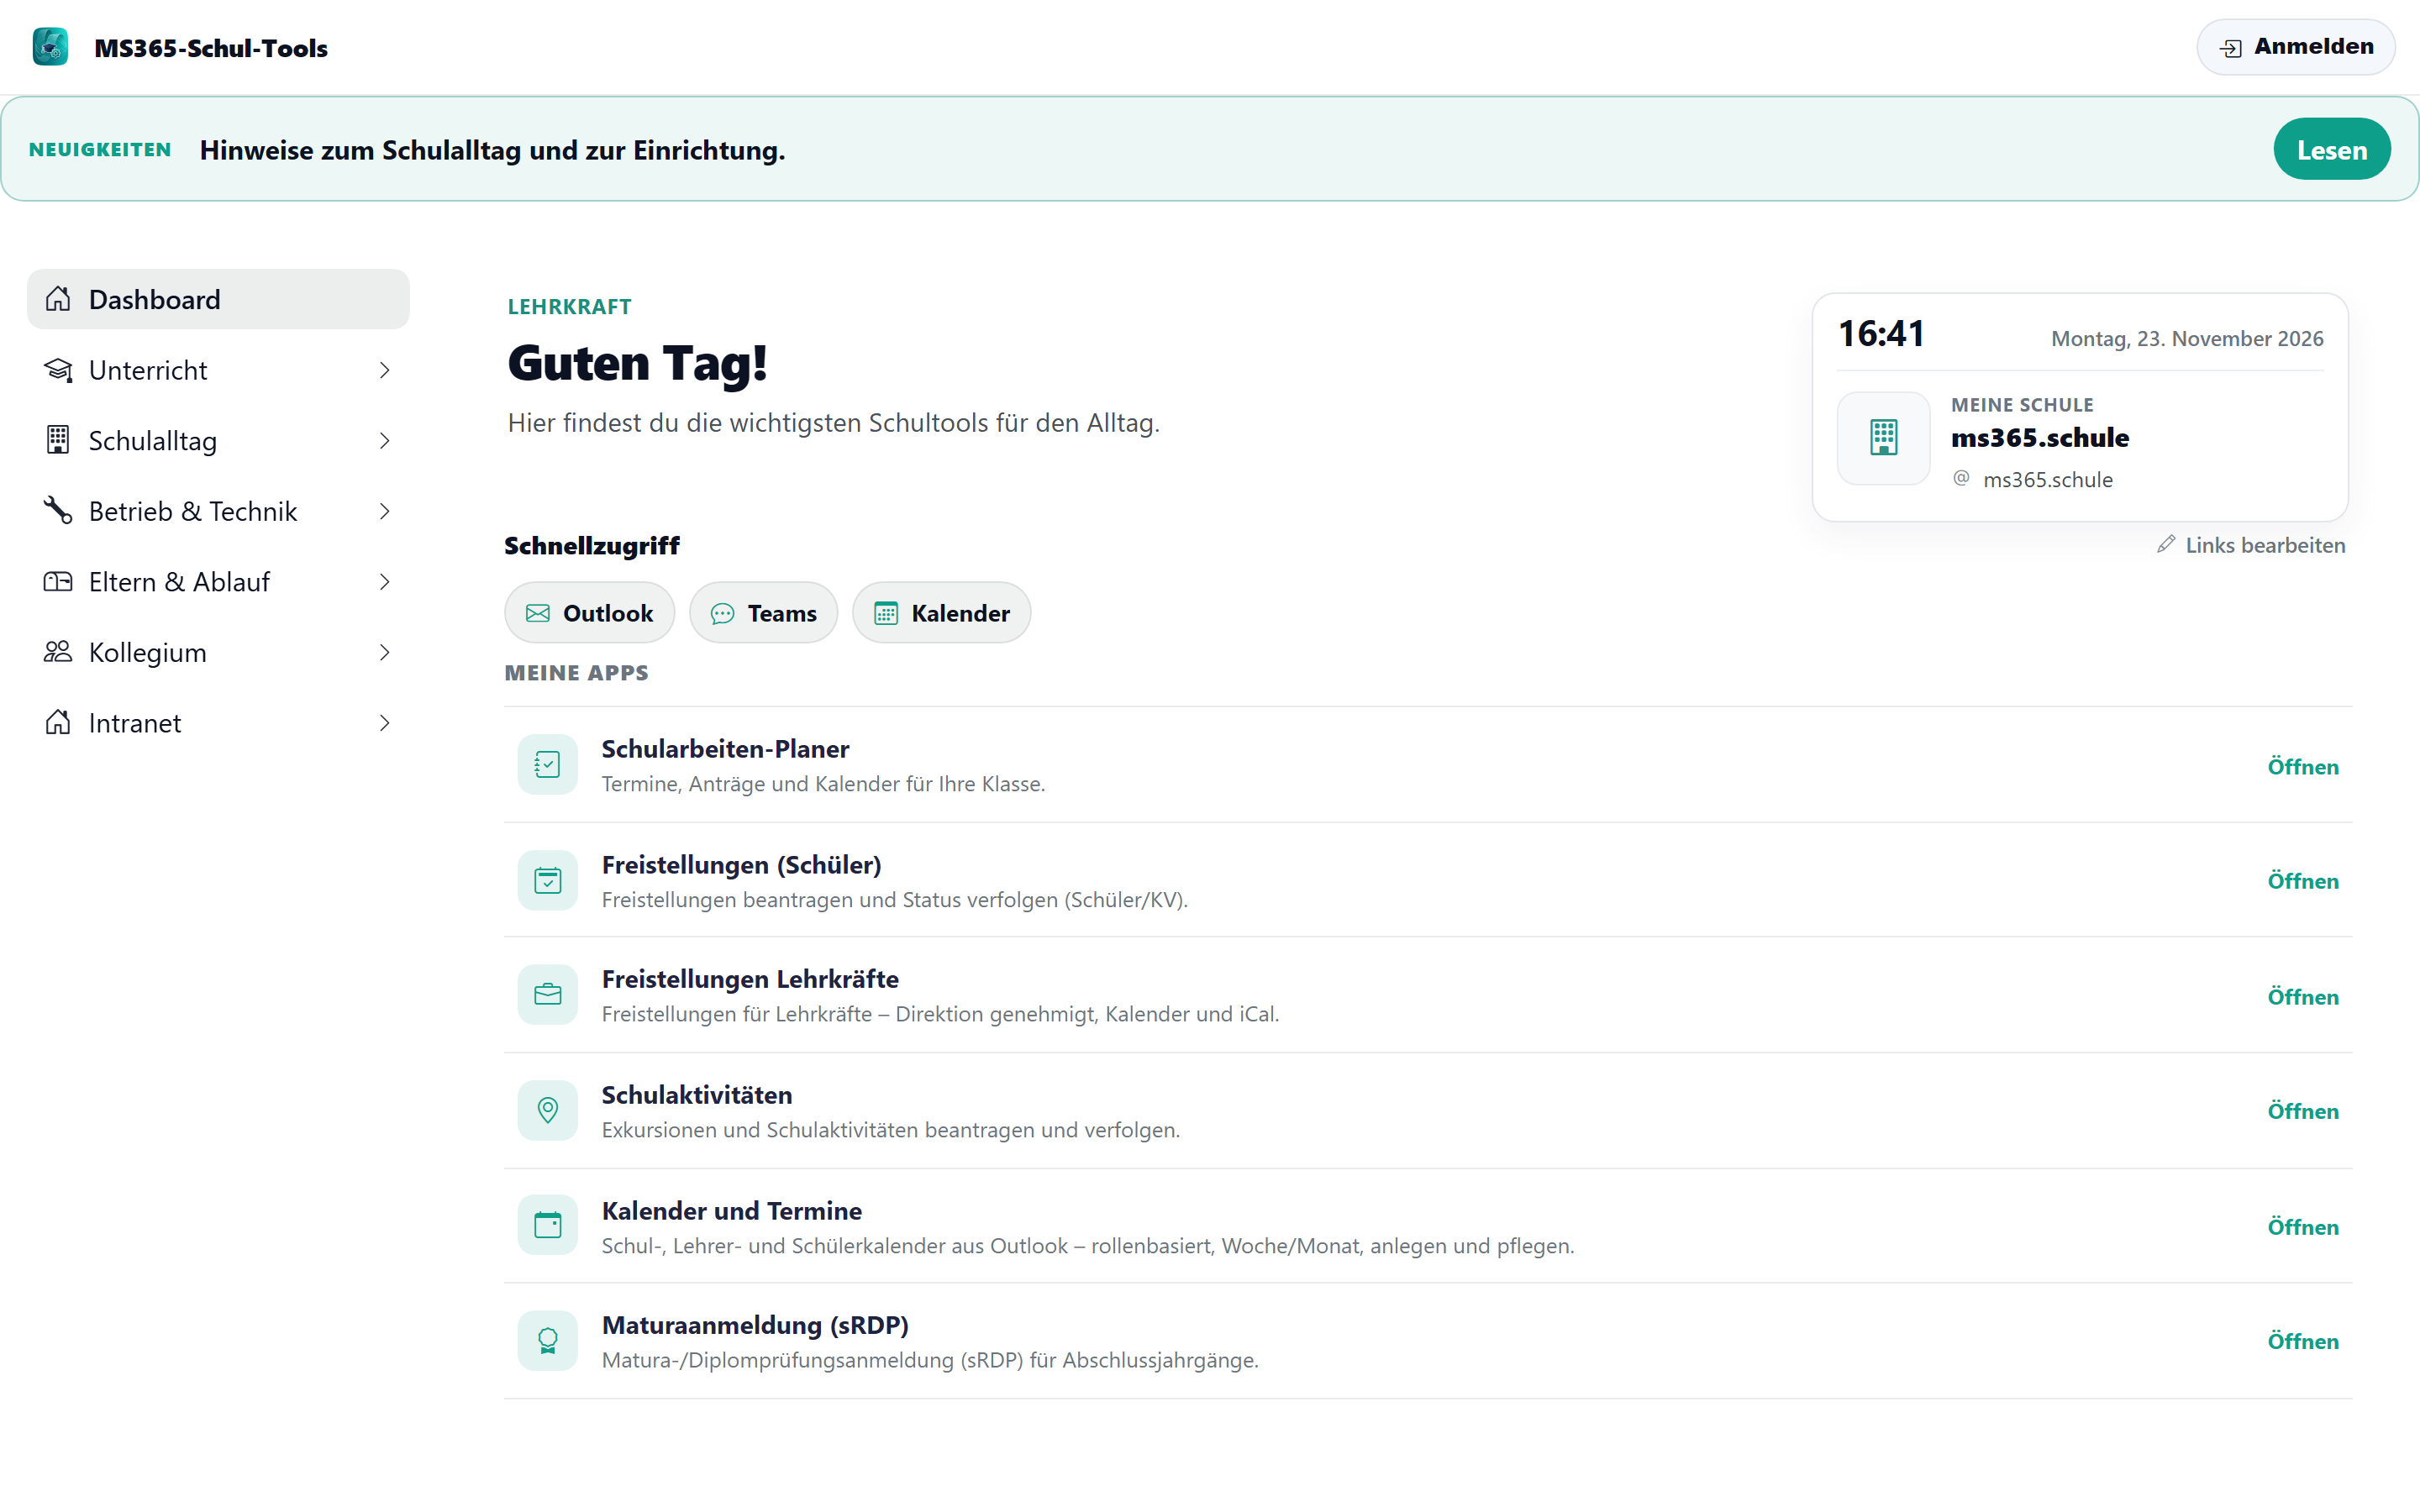 MS365-Schul-Tools
Anmelden
NEUIGKEITEN Hinweise zum Schulalltag und zur Einrichtung.
Lesen
Dashboard
Unterricht
Schulalltag
Betrieb & Technik
Eltern & Ablauf
Kollegium
Intranet
LEHRKRAFT
Guten Tag!
Hier findest du die wichtigsten Schultools für den Alltag.
16:41 Montag, 23. November 2026
MEINE SCHULE
ms365.schule
@ ms365.schule
Schnellzugriff
Links bearbeiten
Outlook Teams Kalender
MEINE APPS
Schularbeiten-Planer
Termine, Anträge und Kalender für Ihre Klasse.
Öffnen
Freistellungen (Schüler)
Freistellungen beantragen und Status verfolgen (Schüler/KV).
Öffnen
Freistellungen Lehrkräfte
Freistellungen für Lehrkräfte – Direktion genehmigt, Kalender und iCal.
Öffnen
Schulaktivitäten
Exkursionen und Schulaktivitäten beantragen und verfolgen.
Öffnen
Kalender und Termine
Schul-, Lehrer- und Schülerkalender aus Outlook – rollenbasiert, Woche/Monat, anlegen und pflegen.
Öffnen
Maturaanmeldung (sRDP)
Matura-/Diplomprüfungsanmeldung (sRDP) für Abschlussjahrgänge.
Öffnen